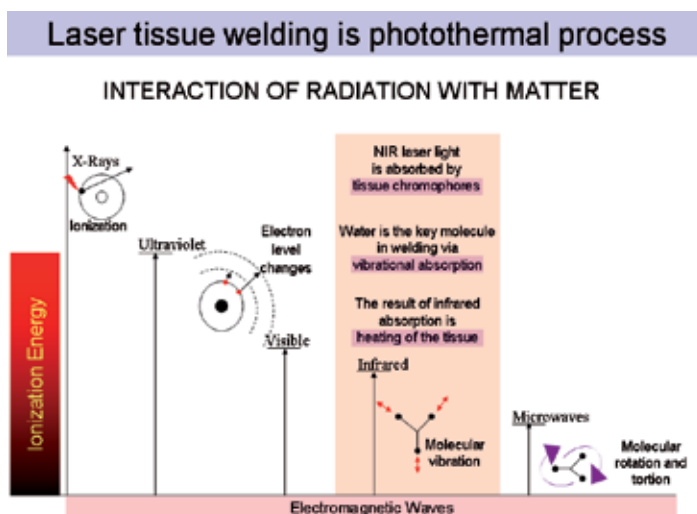 Laser tissue welding is photothermal process
INTERACTION OF RADIATION WITH MATTER
X-Rays
Ionization
Ultraviolet
Electron
level
changes
Visible
NIR laser light
is absorbed by
tissue chromophores
Water is the key molecule
in welding via
vibrational absorption
The result of infrared
absorption is
heating of the tissue
Infrared
Molecular
vibration
Microwaves
Molecular
rotation and
tortion
Ionization Energy
Electromagnetic Waves